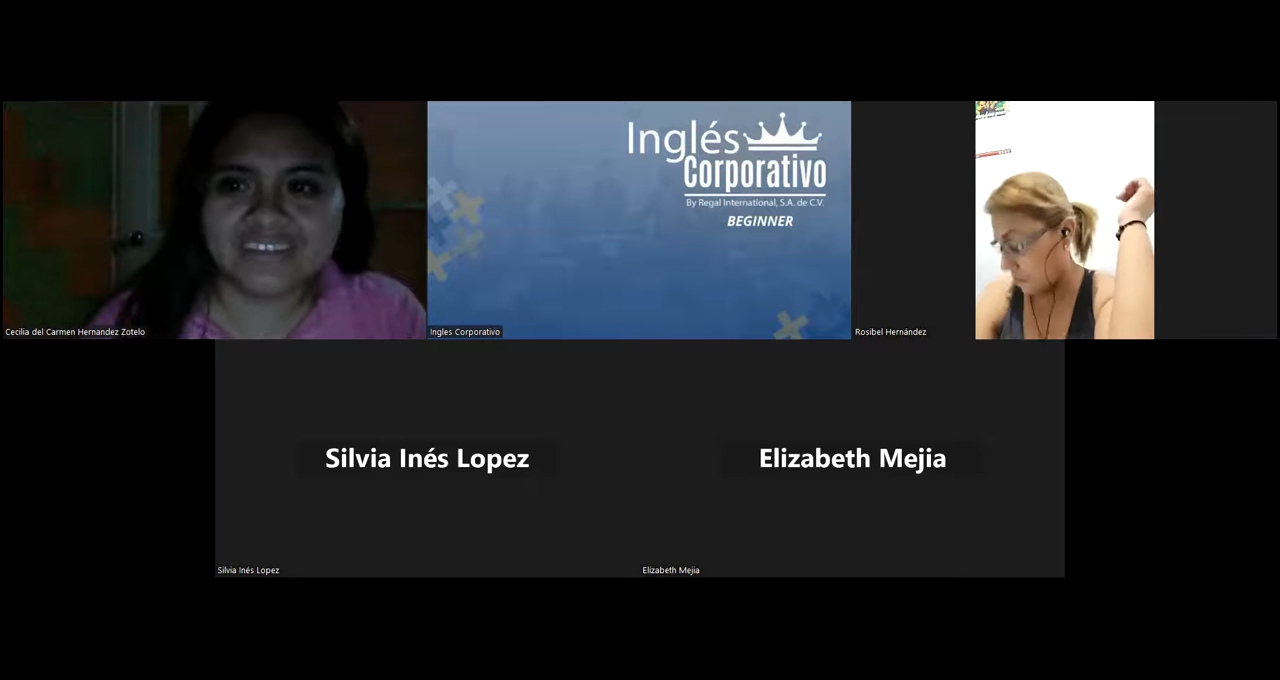 Inglés
Corporativo
By Regal International, S.A. de C.V.
BEGINNER
Cecilia del Carmen Hernandez Zotelo
Ingles Corporativo
Rosibel Hernández
Silvia Inés Lopez
Elizabeth Mejia
Silvia Inés Lopez
Elizabeth Mejia